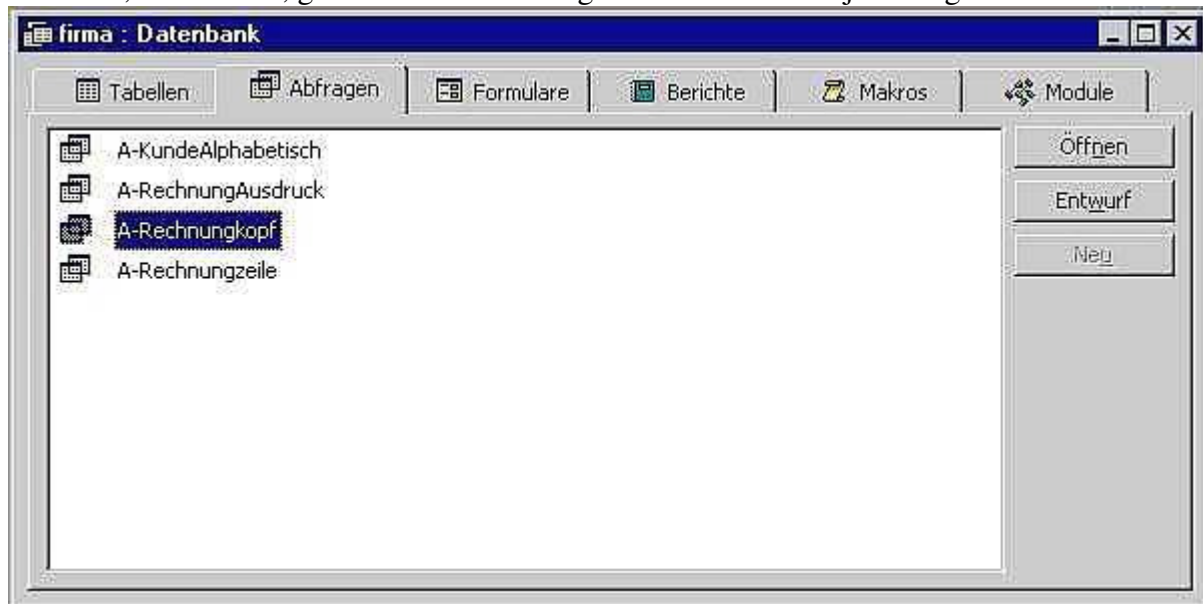 firma : Datenbank
Tabellen Abfragen Formulare Berichte Makros Module
A-KundeAlphabetisch
A-RechnungAusdruck
A-Rechnungkopf
A-Rechnungzeile
Öffnen
Entwurf
Neu